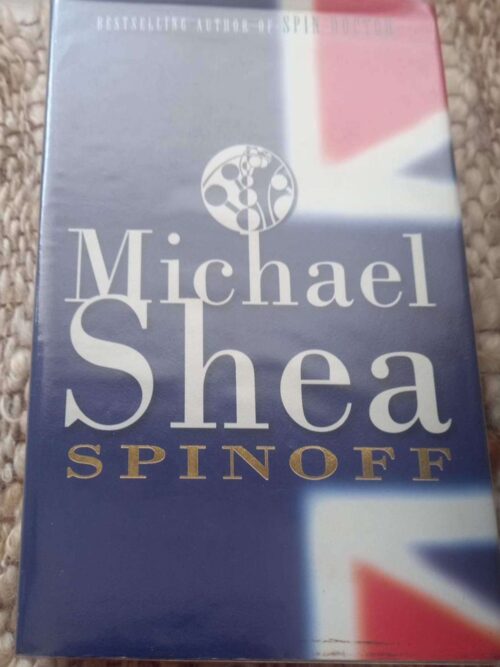 BESTSELLING AUTHOR OF SPIN DOCTOR
Michael
Shea
SPINOFF